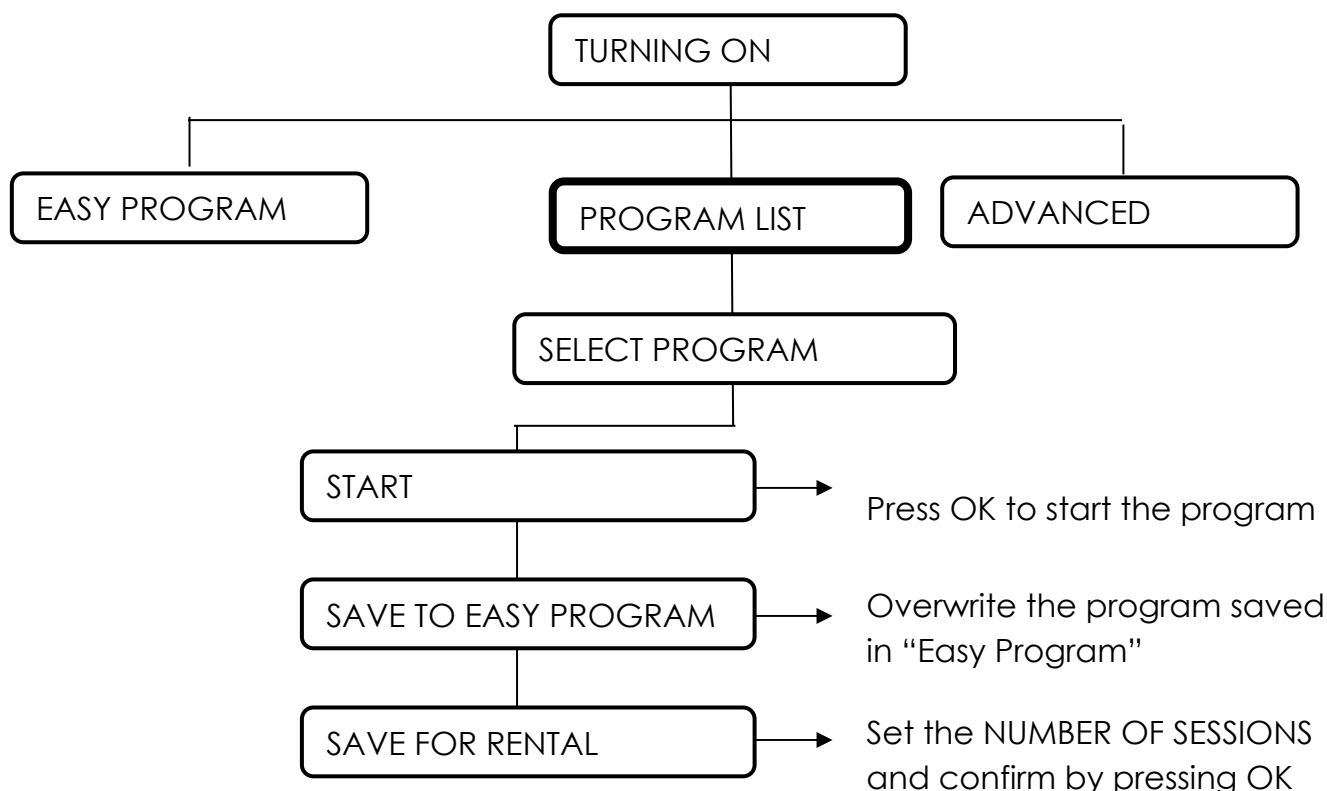 TURNING ON
EASY PROGRAM
PROGRAM LIST
ADVANCED
SELECT PROGRAM
START
Press OK to start the program
SAVE TO EASY PROGRAM
Overwrite the program saved
in “Easy Program”
SAVE FOR RENTAL
Set the NUMBER OF SESSIONS
and confirm by pressing OK